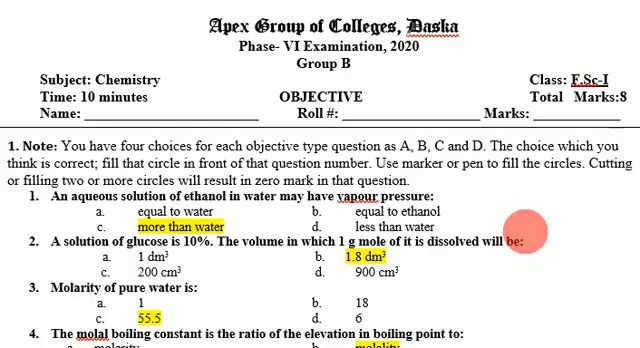 Apex Group of Colleges, Daska
Phase- VI Examination, 2020
Group B
Subject: Chemistry Class: F.Sc-I
Time: 10 minutes OBJECTIVE Total Marks:8
Name: Roll #: Marks:
1. Note: You have four choices for each objective type question as A, B, C and D. The choice which you
think is correct; fill that circle in front of that question number. Use marker or pen to fill the circles. Cutting
or filling two or more circles will result in zero mark in that question.
1. An aqueous solution of ethanol in water may have vapour pressure:
a. equal to water b. equal to ethanol
c. more than water d. less than water
2. A solution of glucose is 10%. The volume in which 1 g mole of it is dissolved will be:
a. 1 dm³ b. 1.8 dm³
c. 200 cm³ d. 900 cm³
3. Molarity of pure water is:
a. 1 b. 18
c. 55.5 d. 6
4. The molal boiling constant is the ratio of the elevation in boiling point to:
a. molarity b. molality